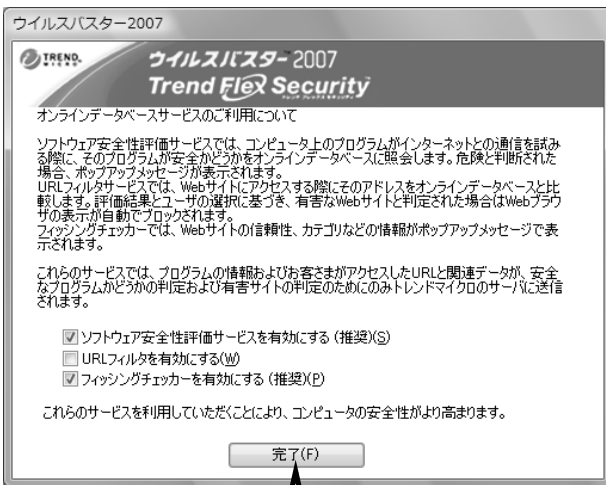 ウイルスバスター2007
TREND
MICRO
ウイルスバスター™2007
Trend Flex Security
トレンド フレックス セキュリティ
オンラインデータベースサービスのご利用について
ソフトウェア安全性評価サービスでは、コンピュータ上のプログラムがインターネットとの通信を試み
る際に、そのプログラムが安全かどうかをオンラインデータベースに照会します。危険と判断された
場合、ポップアップメッセージが表示されます。
URLフィルタサービスでは、Webサイトにアクセスする際にそのアドレスをオンラインデータベースと比
較します。評価結果とユーザの選択に基づき、有害なWebサイトと判定された場合はWebブラウ
ザの表示が自動でブロックされます。
フィッシングチェッカーでは、Webサイトの信頼性、カテゴリなどの情報がポップアップメッセージで表
示されます。
これらのサービスでは、プログラムの情報およびお客さまがアクセスしたURLと関連データが、安全
なプログラムかどうかの判定および有害サイトの判定のためにのみトレンドマイクロのサーバに送信
されます。
ソフトウェア安全性評価サービスを有効にする (推奨)(S)
URLフィルタを有効にする(W)
フィッシングチェッカーを有効にする (推奨)(P)
これらのサービスを利用していただくことにより、コンピュータの安全性がより高まります。
完了(F)